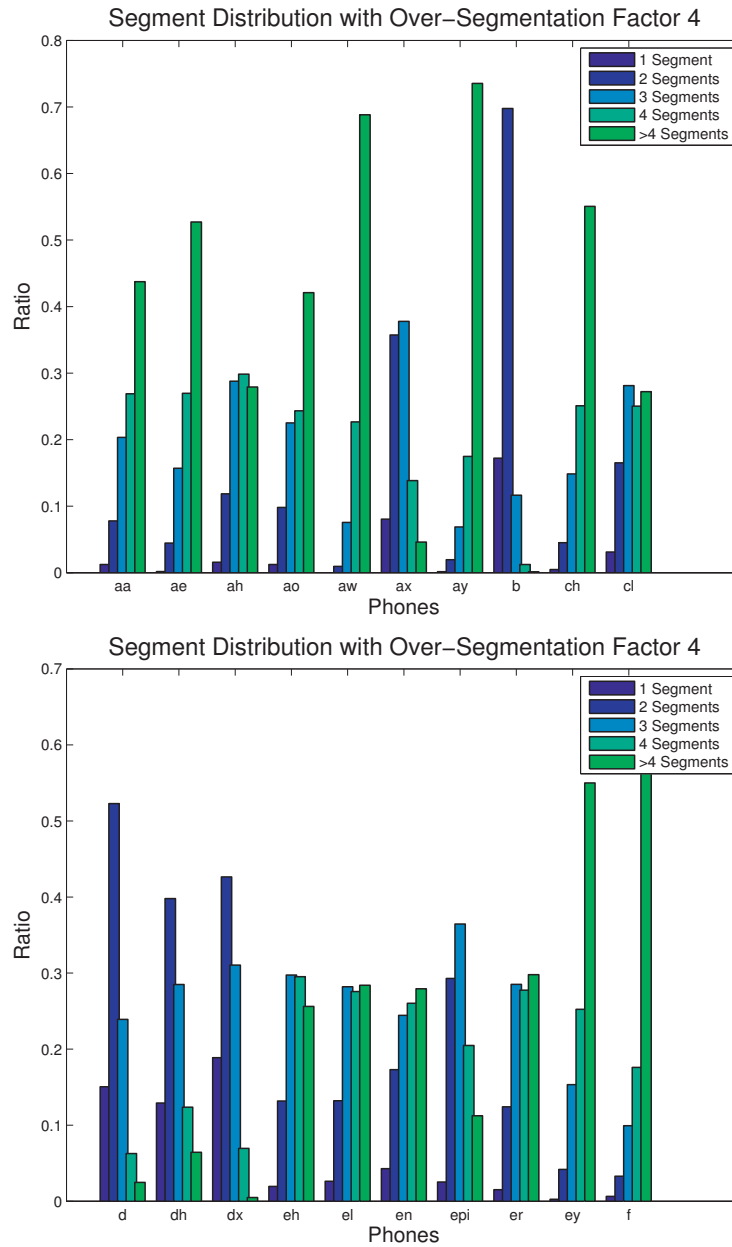 Segment Distribution with Over−Segmentation Factor 4
0.8
0.7
0.6
0.5
0.4
0.3
0.2
0.1
0
Ratio
1 Segment
2 Segments
3 Segments
4 Segments
>4 Segments
aa ae ah ao aw ax ay b ch cl
Phones
Segment Distribution with Over−Segmentation Factor 4
0.7
0.6
0.5
0.4
0.3
0.2
0.1
0
Ratio
1 Segment
2 Segments
3 Segments
4 Segments
>4 Segments
d dh dx eh el en epi er ey f
Phones